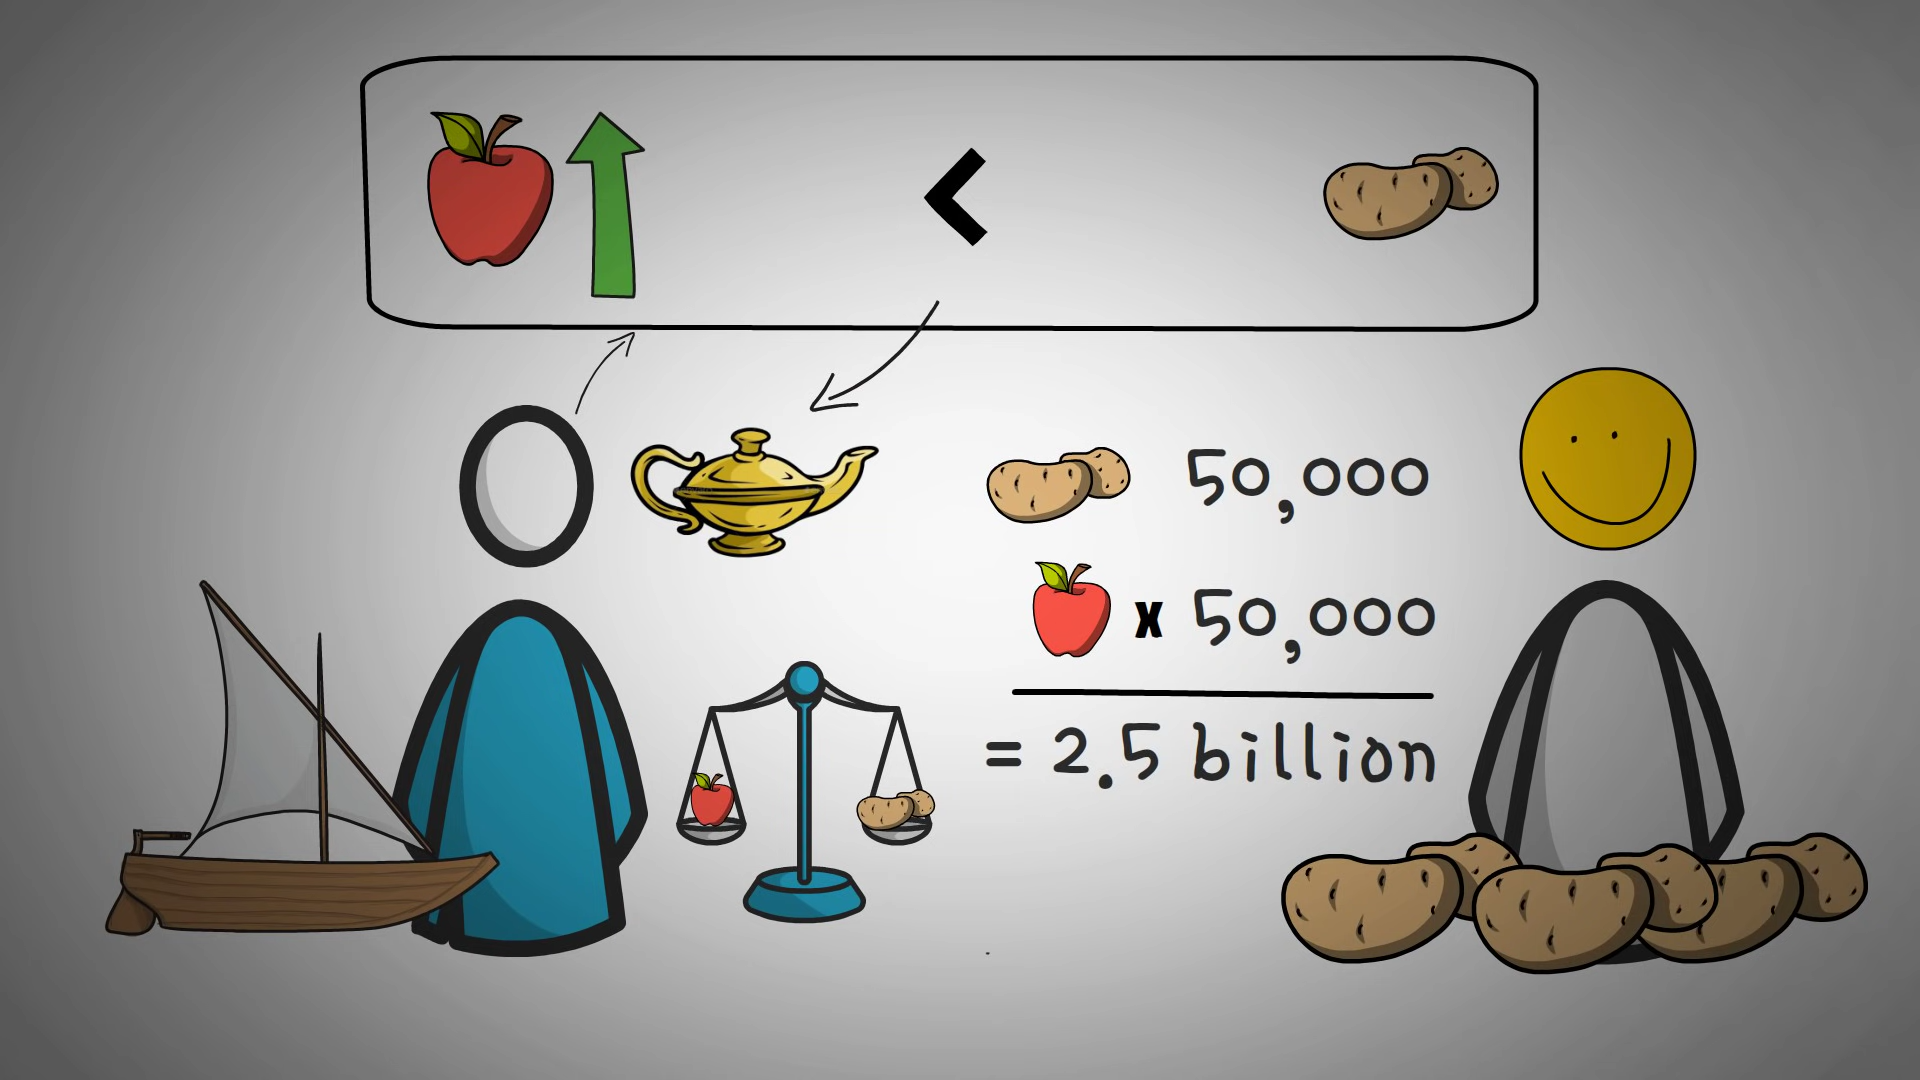 <
50,000
x 50,000
= 2.5 billion